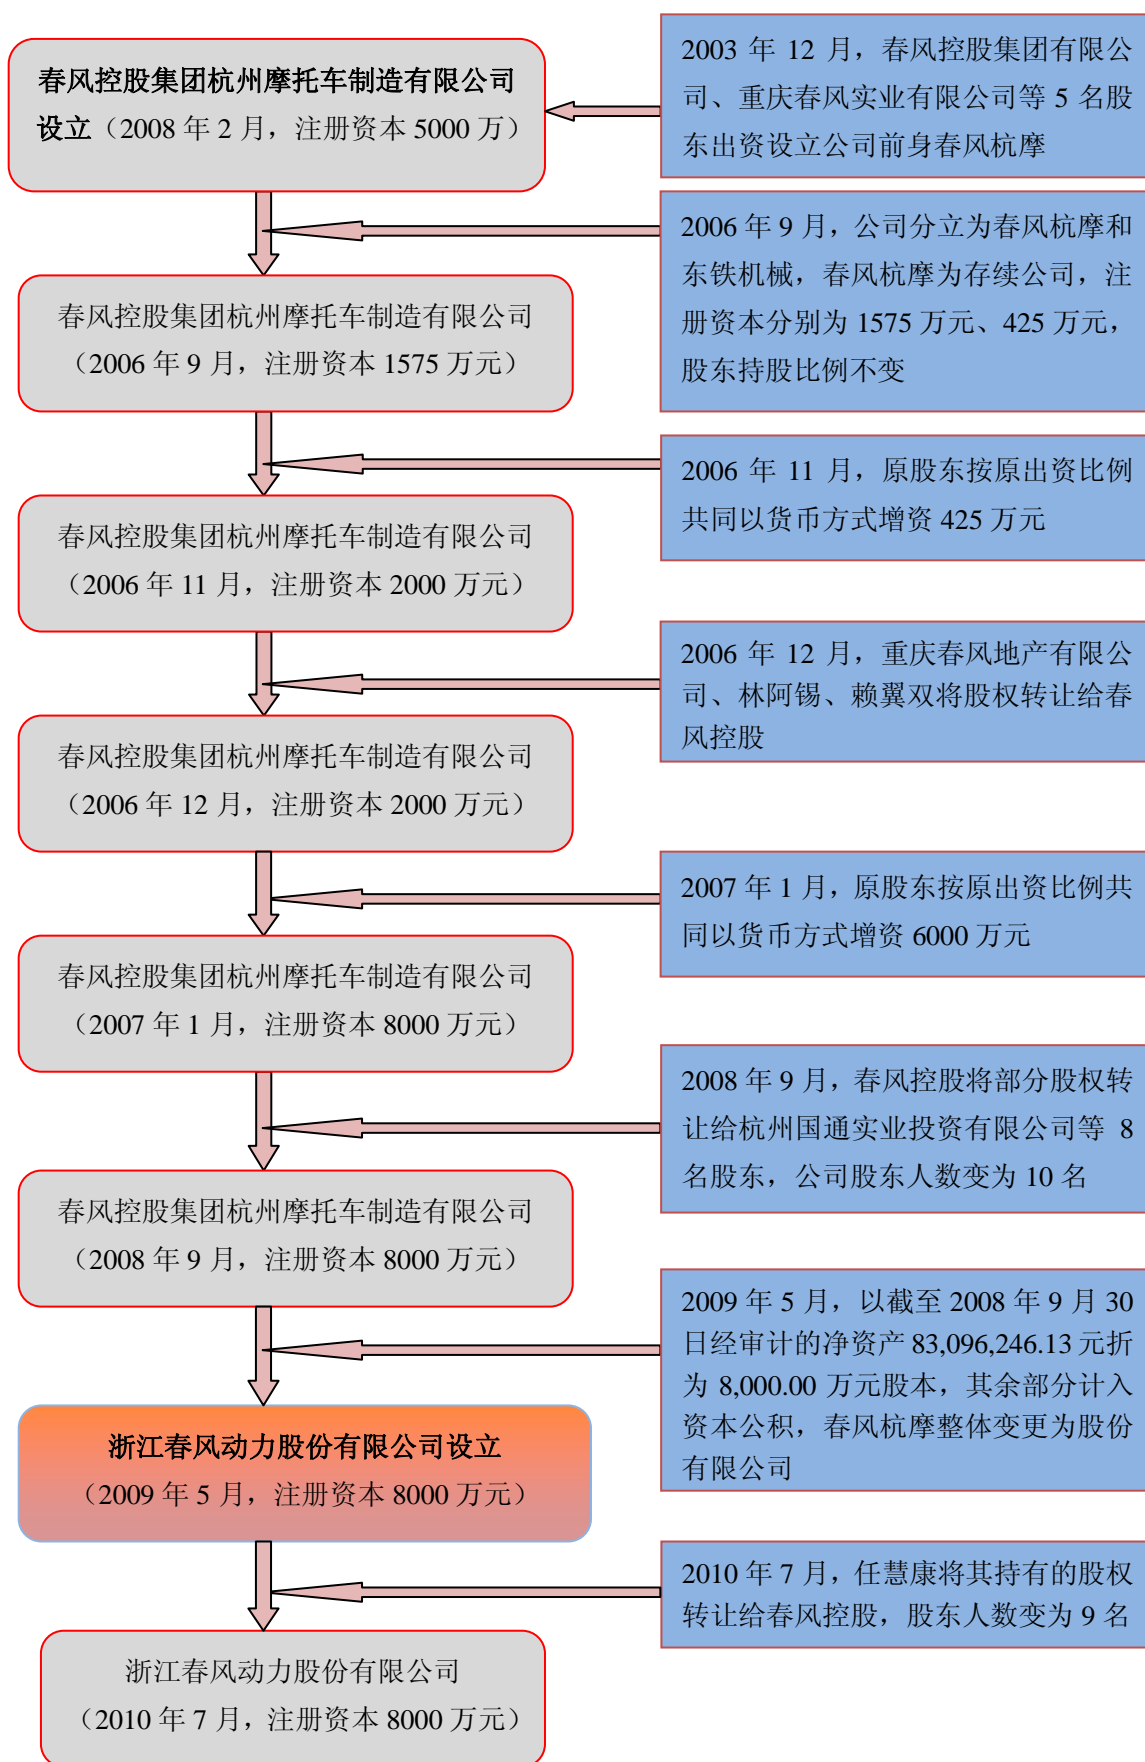 春风控股集团杭州摩托车制造有限公司
设立（2008 年 2 月，注册资本 5000 万）
2003 年 12 月，春风控股集团有限公
司、重庆春风实业有限公司等 5 名股
东出资设立公司前身春风杭摩
2006 年 9 月，公司分立为春风杭摩和
东铁机械，春风杭摩为存续公司，注
册资本分别为 1575 万元、425 万元，
股东持股比例不变
春风控股集团杭州摩托车制造有限公司
（2006 年 9 月，注册资本 1575 万元）
2006 年 11 月，原股东按原出资比例
共同以货币方式增资 425 万元
春风控股集团杭州摩托车制造有限公司
（2006 年 11 月，注册资本 2000 万元）
2006 年 12 月，重庆春风地产有限公
司、林阿锡、赖翼双将股权转让给春
风控股
春风控股集团杭州摩托车制造有限公司
（2006 年 12 月，注册资本 2000 万元）
2007 年 1 月，原股东按原出资比例共
同以货币方式增资 6000 万元
春风控股集团杭州摩托车制造有限公司
（2007 年 1 月，注册资本 8000 万元）
2008 年 9 月，春风控股将部分股权转
让给杭州国通实业投资有限公司等 8
名股东，公司股东人数变为 10 名
春风控股集团杭州摩托车制造有限公司
（2008 年 9 月，注册资本 8000 万元）
2009 年 5 月，以截至 2008 年 9 月 30
日经审计的净资产 83,096,246.13 元折
为 8,000.00 万元股本，其余部分计入
资本公积，春风杭摩整体变更为股份
有限公司
浙江春风动力股份有限公司设立
（2009 年 5 月，注册资本 8000 万元）
2010 年 7 月，任慧康将其持有的股权
转让给春风控股，股东人数变为 9 名
浙江春风动力股份有限公司
（2010 年 7 月，注册资本 8000 万元）